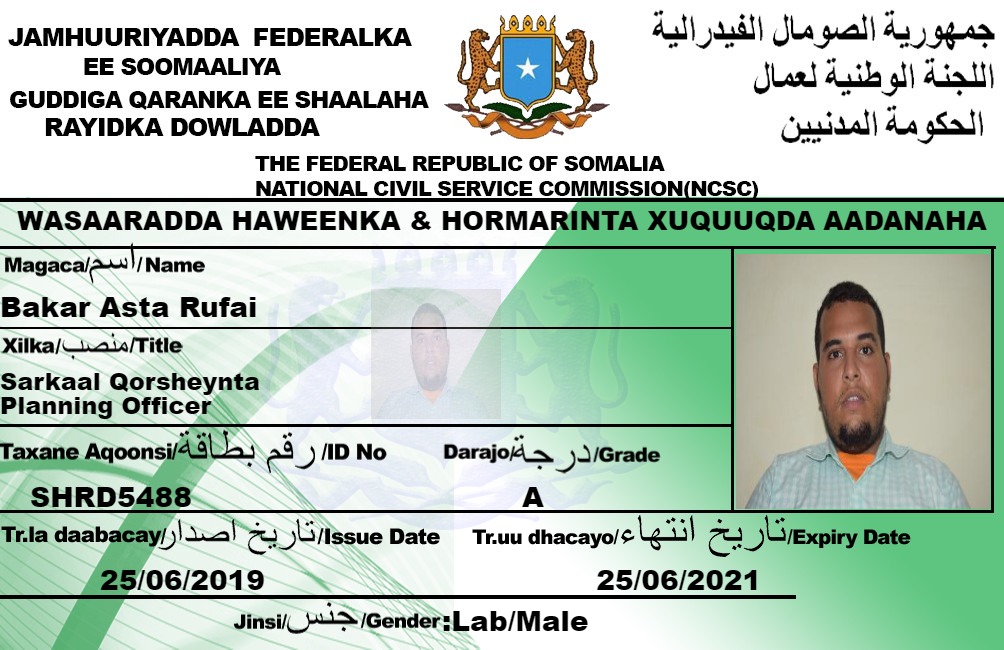 JAMHUURIYADDA FEDERALKA
EE SOOMAALIYA
GUDDIGA QARANKA EE SHAALAHA
RAYIDKA DOWLADDA
جمهورية الصومال الفيدرالية
اللجنة الوطنية لعمال
الحكومة المدنيين
THE FEDERAL REPUBLIC OF SOMALIA
NATIONAL CIVIL SERVICE COMMISSION(NCSC)
WASAARADDA HAWEENKA & HORMARINTA XUQUUQDA AADANAHA
Magaca/اسم/Name
Bakar Asta Rufai
Xilka/منصب/Title
Sarkaal Qorsheynta
Planning Officer
Taxane Aqoonsi/رقم بطاقة/ID No
SHRD5488
Darajo/درجة/Grade
A
Tr.la daabacay/تاريخ اصدار/Issue Date
25/06/2019
Tr.uu dhacayo/تاريخ انتهاء/Expiry Date
25/06/2021
Jinsi/جنس/Gender:Lab/Male